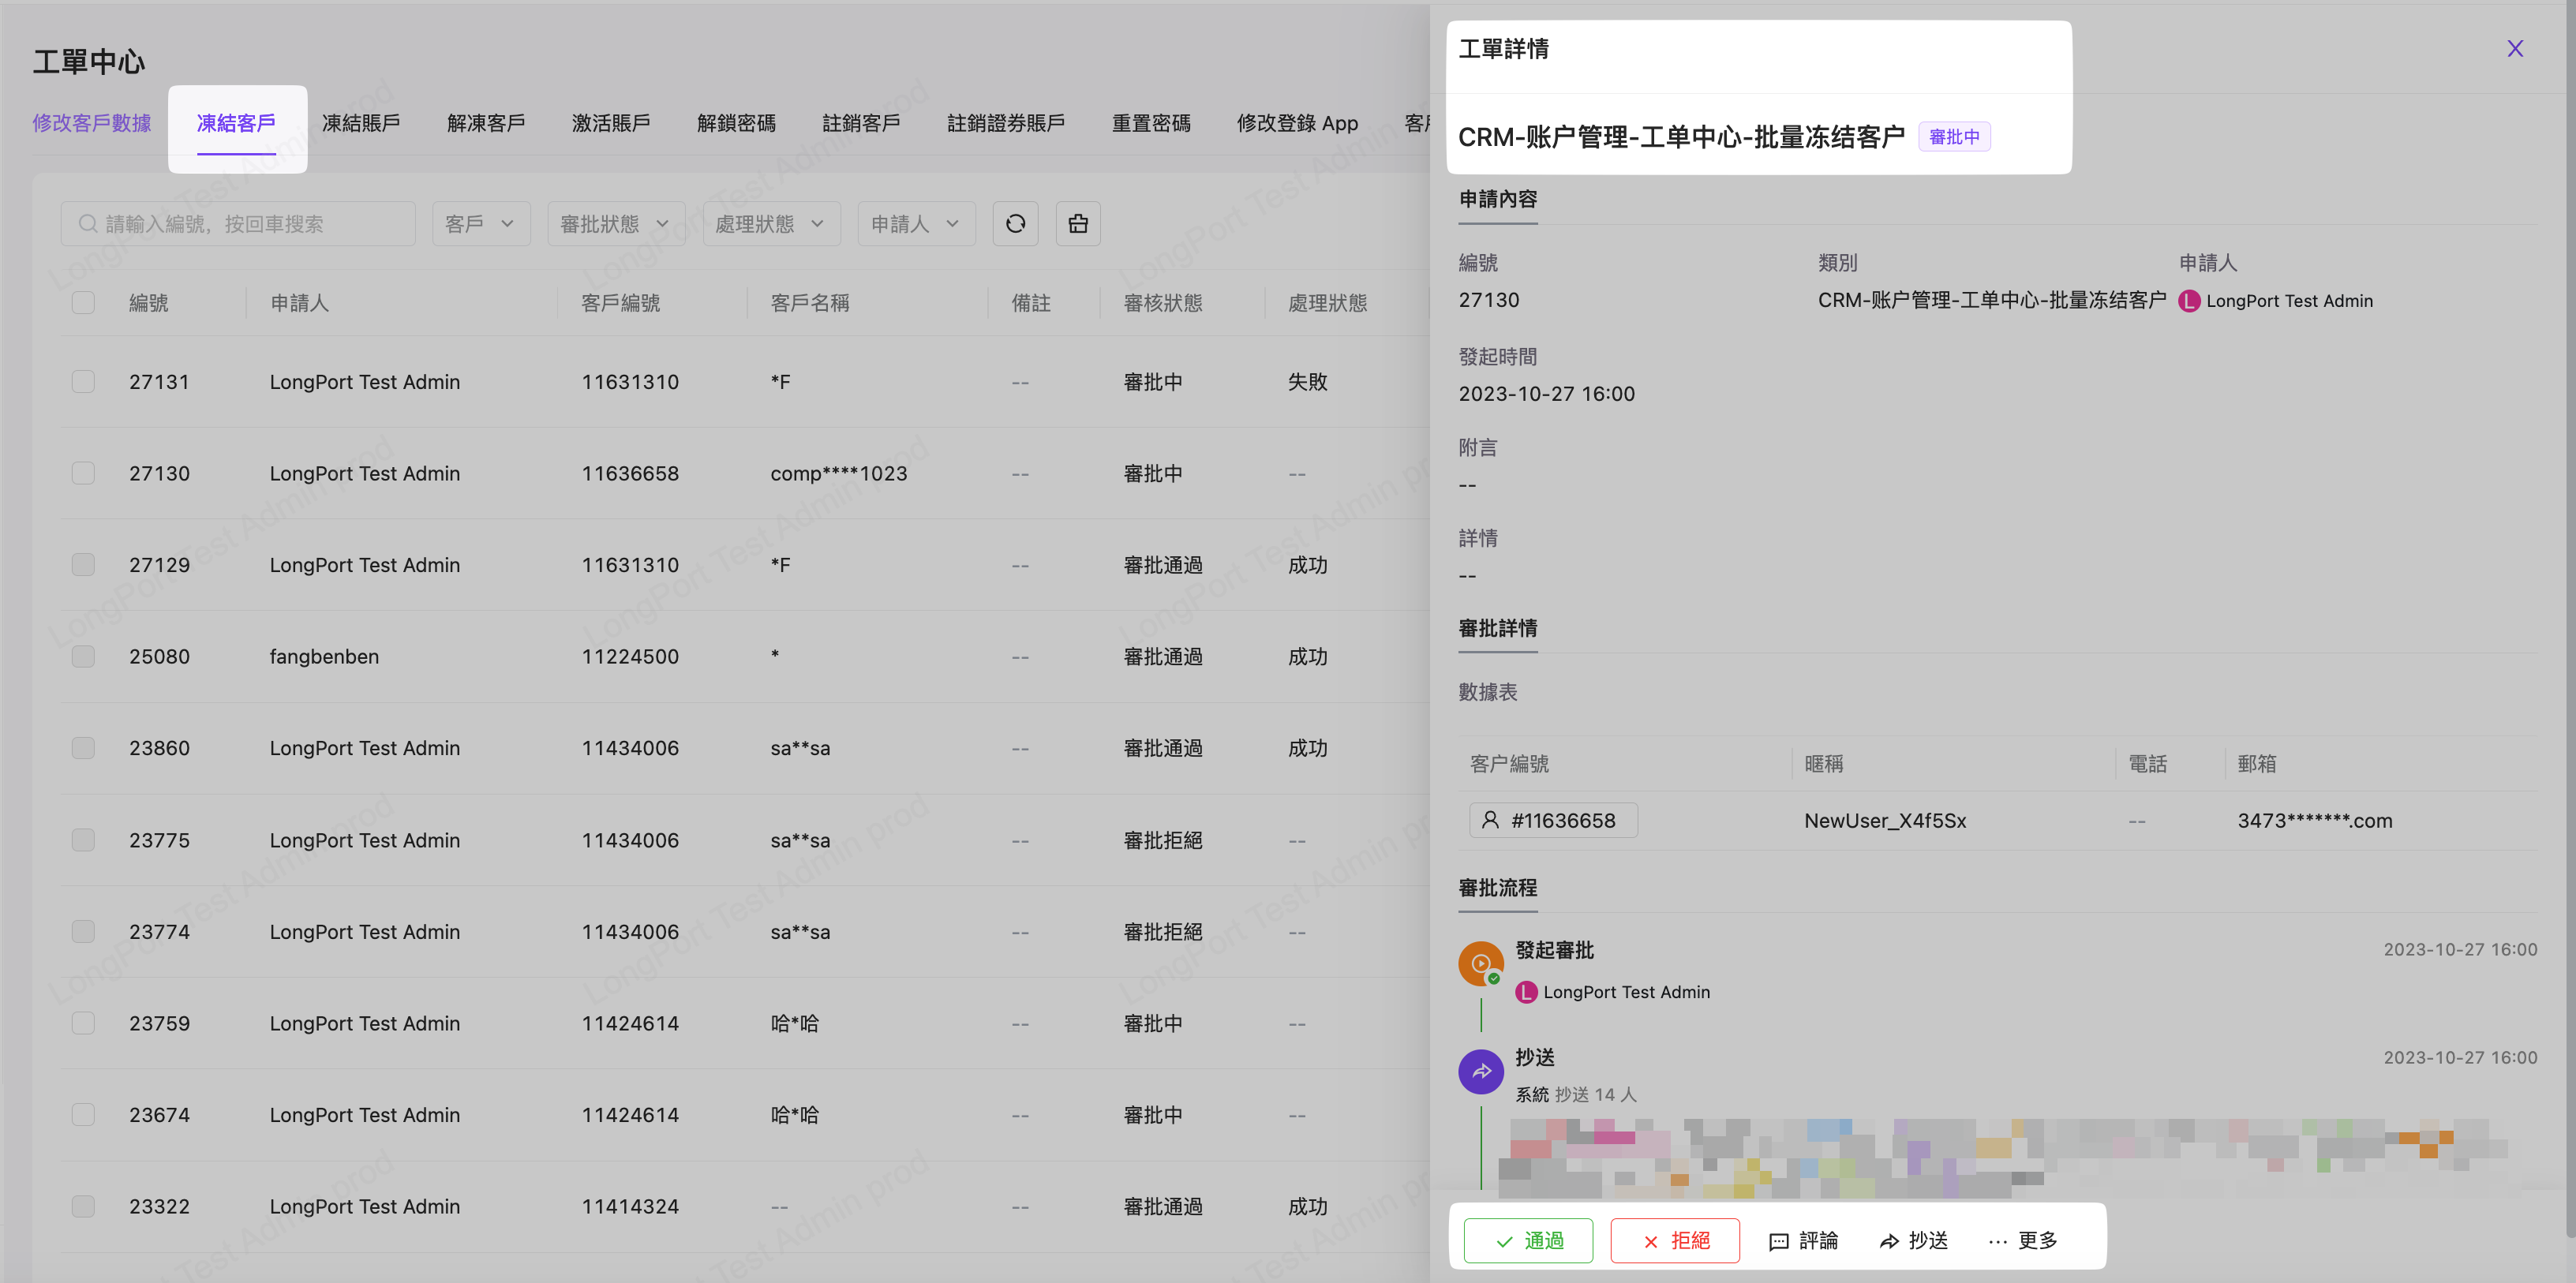 工單中心
修改客戶數據 凍結客戶 凍結賬戶 解凍客戶 激活賬戶 解鎖密碼 註銷客戶 註銷證券賬戶 重置密碼 修改登錄 App
請輸入編號，按回車搜索 客戶 審批狀態 處理狀態 申請人
編號 申請人 客戶編號 客戶名稱 備註 審核狀態 處理狀態
27131 LongPort Test Admin 11631310 *F -- 審批中 失敗
27130 LongPort Test Admin 11636658 comp****1023 -- 審批中 --
27129 LongPort Test Admin 11631310 *F -- 審批通過 成功
25080 fangbenben 11224500 * -- 審批通過 成功
23860 LongPort Test Admin 11434006 sa**sa -- 審批通過 成功
23775 LongPort Test Admin 11434006 sa**sa -- 審批拒絕 --
23774 LongPort Test Admin 11434006 sa**sa -- 審批拒絕 --
23759 LongPort Test Admin 11424614 哈*哈 -- 審批中 --
23674 LongPort Test Admin 11424614 哈*哈 -- 審批中 --
23322 LongPort Test Admin 11414324 -- -- 審批通過 成功
工單詳情
CRM-账户管理-工单中心-批量冻结客户 審批中
申請內容
編號 類別 申請人
27130 CRM-账户管理-工单中心-批量冻结客户 L LongPort Test Admin
發起時間
2023-10-27 16:00
附言
--
詳情
--
審批詳情
數據表
客户編號 暱稱 電話 郵箱
#11636658 NewUser_X4f5Sx -- 3473*******.com
審批流程
發起審批 2023-10-27 16:00
L LongPort Test Admin
抄送 2023-10-27 16:00
系統 抄送 14 人
通過 拒絕 評論 抄送 ··· 更多
LongPort Test Admin prod